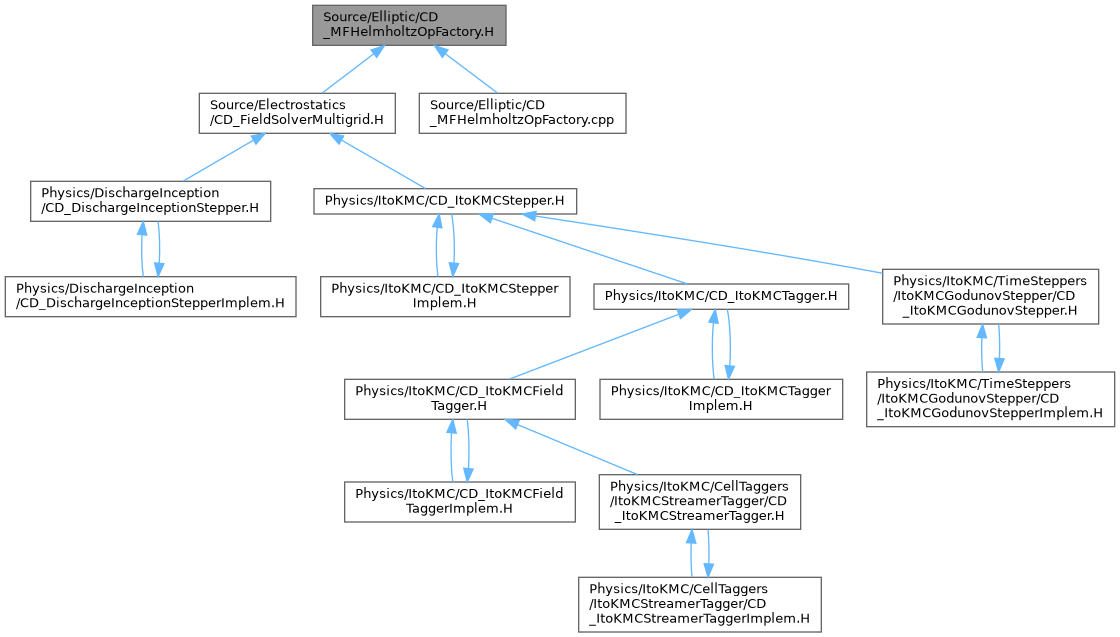 Source/Elliptic/CD
_MFHelmholtzOpFactory.H
Source/Electrostatics
/CD_FieldSolverMultigrid.H
Source/Elliptic/CD
_MFHelmholtzOpFactory.cpp
Physics/DischargeInception
/CD_DischargeInceptionStepper.H
Physics/ItoKMC/CD_ItoKMCStepper.H
Physics/DischargeInception
/CD_DischargeInceptionStepperImplem.H
Physics/ItoKMC/CD_ItoKMCStepper
Implem.H
Physics/ItoKMC/CD_ItoKMCTagger.H
Physics/ItoKMC/TimeSteppers
/ItoKMCGodunovStepper/CD
_ItoKMCGodunovStepper.H
Physics/ItoKMC/CD_ItoKMCField
Tagger.H
Physics/ItoKMC/CD_ItoKMCTagger
Implem.H
Physics/ItoKMC/TimeSteppers
/ItoKMCGodunovStepper/CD
_ItoKMCGodunovStepperImplem.H
Physics/ItoKMC/CD_ItoKMCField
TaggerImplem.H
Physics/ItoKMC/CellTaggers
/ItoKMCStreamerTagger/CD
_ItoKMCStreamerTagger.H
Physics/ItoKMC/CellTaggers
/ItoKMCStreamerTagger/CD
_ItoKMCStreamerTaggerImplem.H